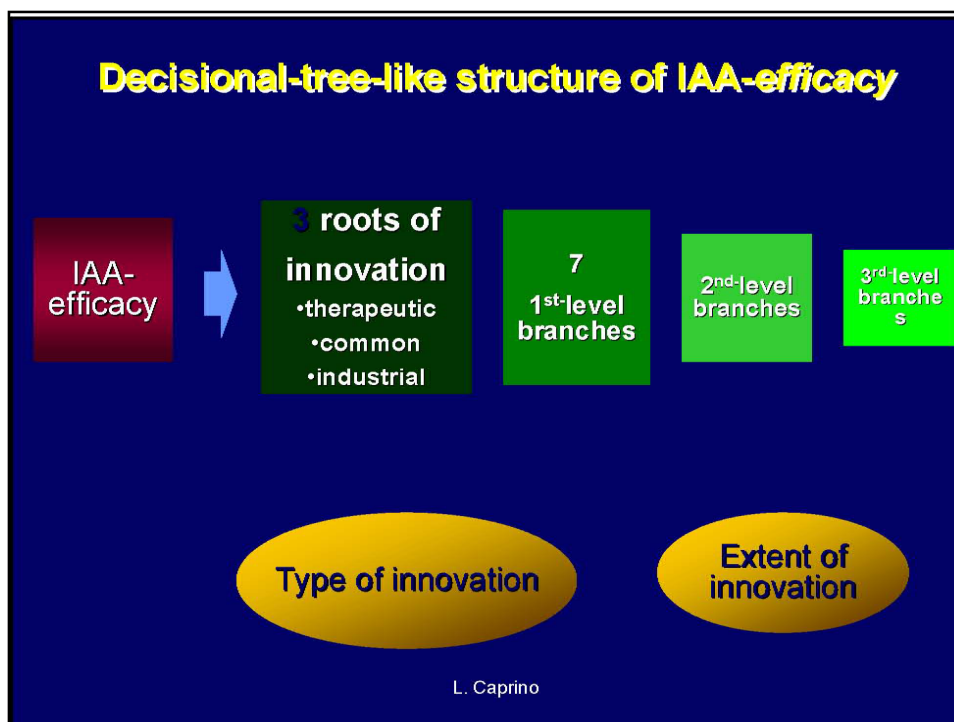 Decisional-tree-like structure of IAA-efficacy
IAA-
efficacy
3 roots of
innovation
•therapeutic
•common
•industrial
7
1st-level
branches
2nd-level
branches
3rd-level
branche
s
Type of innovation
Extent of
innovation
L. Caprino